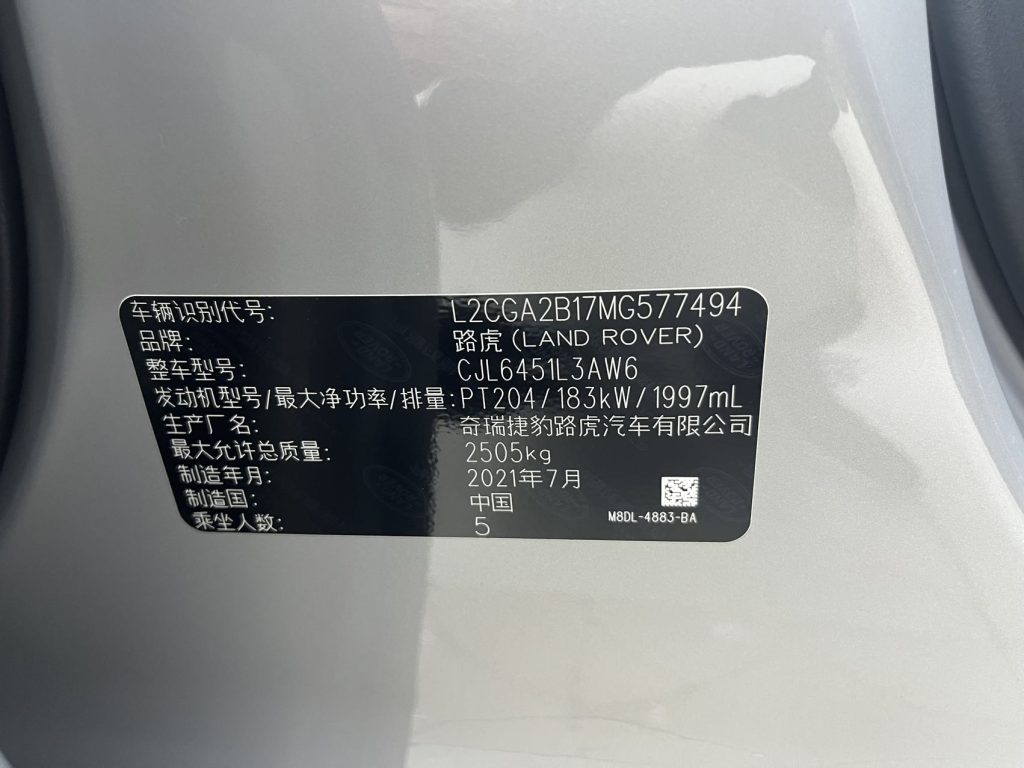 车辆识别代号: L2CGA2B17MG577494
品牌: 路虎(LAND ROVER)
整车型号: CJL6451L3AW6
发动机型号/最大净功率/排量: PT204/183kW/1997mL
生产厂名: 奇瑞捷豹路虎汽车有限公司
最大允许总质量: 2505kg
制造年月: 2021年7月
制造国: 中国
乘坐人数: 5
M8DL-4883-BA